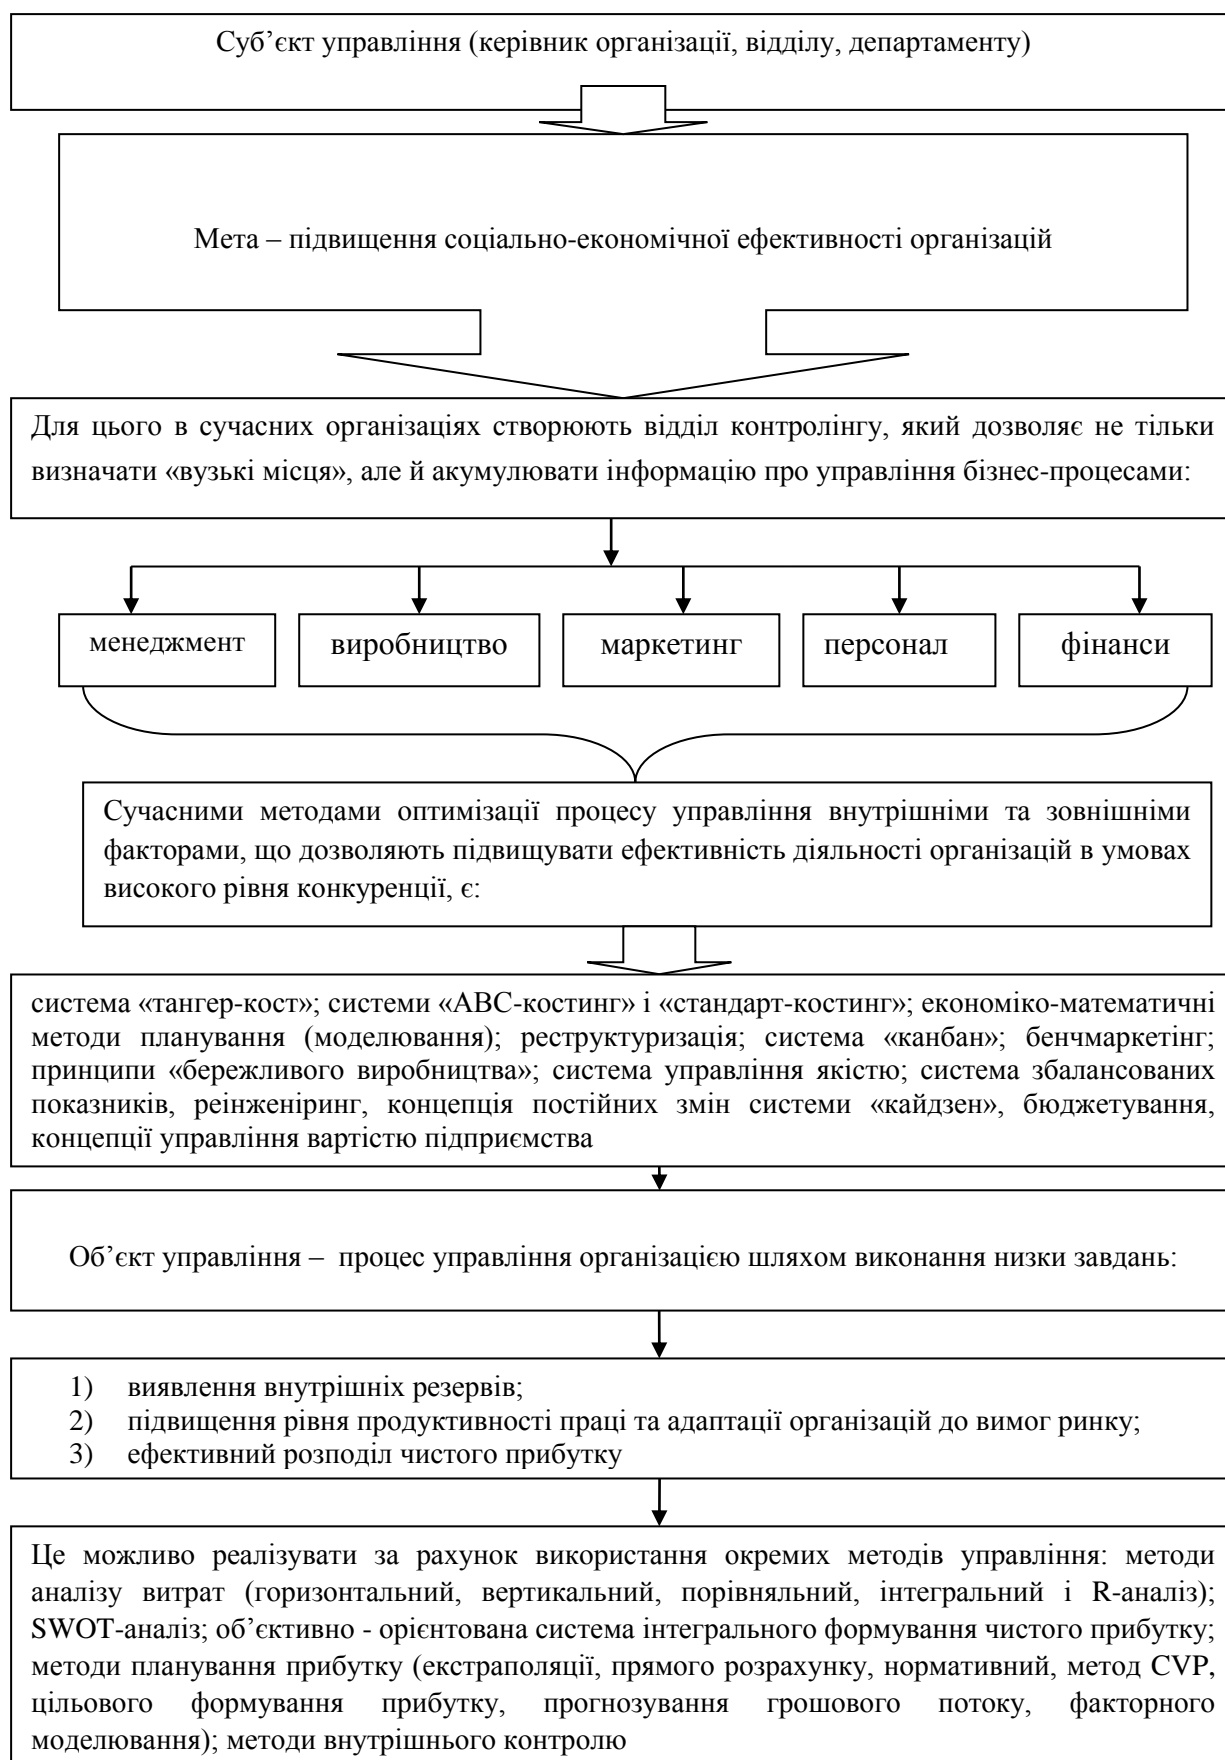 Суб’єкт управління (керівник організації, відділу, департаменту)
Мета – підвищення соціально-економічної ефективності організацій
Для цього в сучасних організаціях створюють відділ контролінгу, який дозволяє не тільки
визначати «вузькі місця», але й акумулювати інформацію про управління бізнес-процесами:
менеджмент
виробництво
маркетинг
персонал
фінанси
Сучасними методами оптимізації процесу управління внутрішніми та зовнішніми
факторами, що дозволяють підвищувати ефективність діяльності організацій в умовах
високого рівня конкуренції, є:
система «тангер-кост»; системи «АВС-костинг» і «стандарт-костинг»; економіко-математичні
методи планування (моделювання); реструктуризація; система «канбан»; бенчмаркетінг;
принципи «бережливого виробництва»; система управління якістю; система збалансованих
показників, реінженіринг, концепція постійних змін системи «кайдзен», бюджетування,
концепції управління вартістю підприємства
Об’єкт управління – процес управління організацією шляхом виконання низки завдань:
1) виявлення внутрішніх резервів;
2) підвищення рівня продуктивності праці та адаптації організацій до вимог ринку;
3) ефективний розподіл чистого прибутку
Це можливо реалізувати за рахунок використання окремих методів управління: методи
аналізу витрат (горизонтальний, вертикальний, порівняльний, інтегральний і R-аналіз);
SWOT-аналіз; об’єктивно - орієнтована система інтегрального формування чистого прибутку;
методи планування прибутку (екстраполяції, прямого розрахунку, нормативний, метод CVP,
цільового формування прибутку, прогнозування грошового потоку, факторного
моделювання); методи внутрішнього контролю